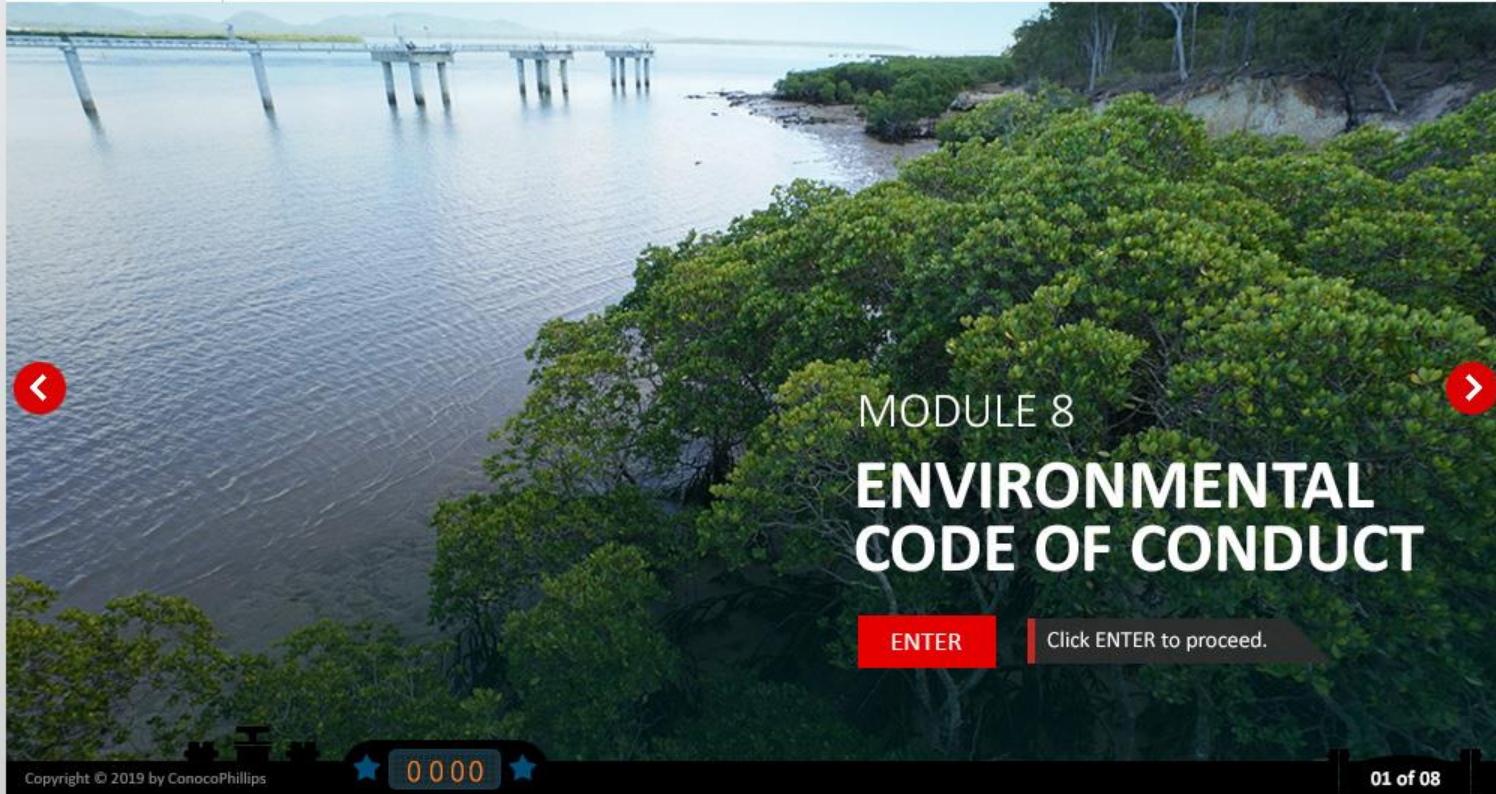 MODULE 8
ENVIRONMENTAL
CODE OF CONDUCT
ENTER
Click ENTER to proceed.
Copyright © 2019 by ConocoPhillips
0000
01 of 08